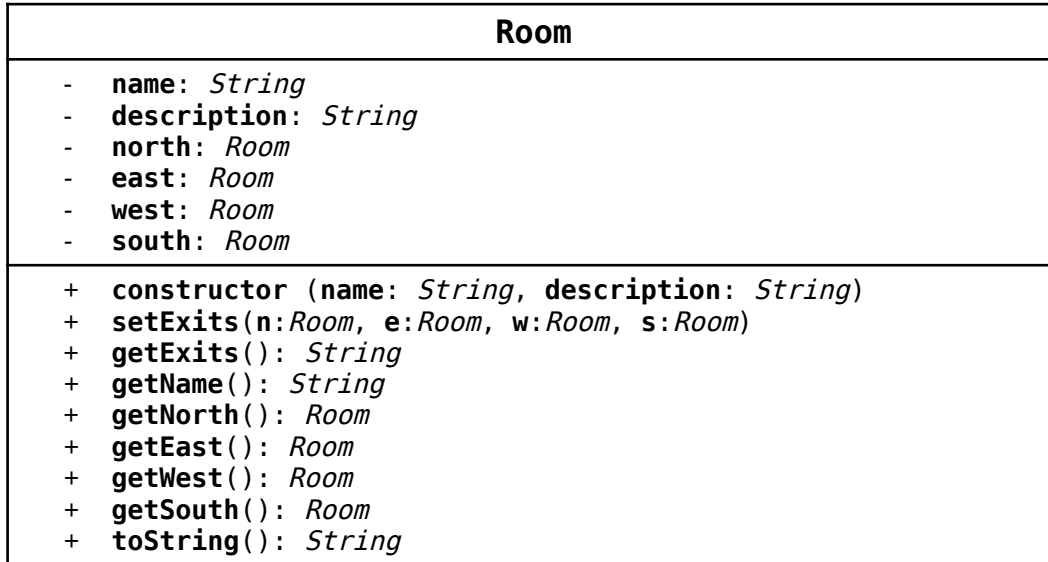 Room
- name: String
- description: String
- north: Room
- east: Room
- west: Room
- south: Room
+ constructor (name: String, description: String)
+ setExits(n:Room, e:Room, w:Room, s:Room)
+ getExits(): String
+ getName(): String
+ getNorth(): Room
+ getEast(): Room
+ getWest(): Room
+ getSouth(): Room
+ toString(): String